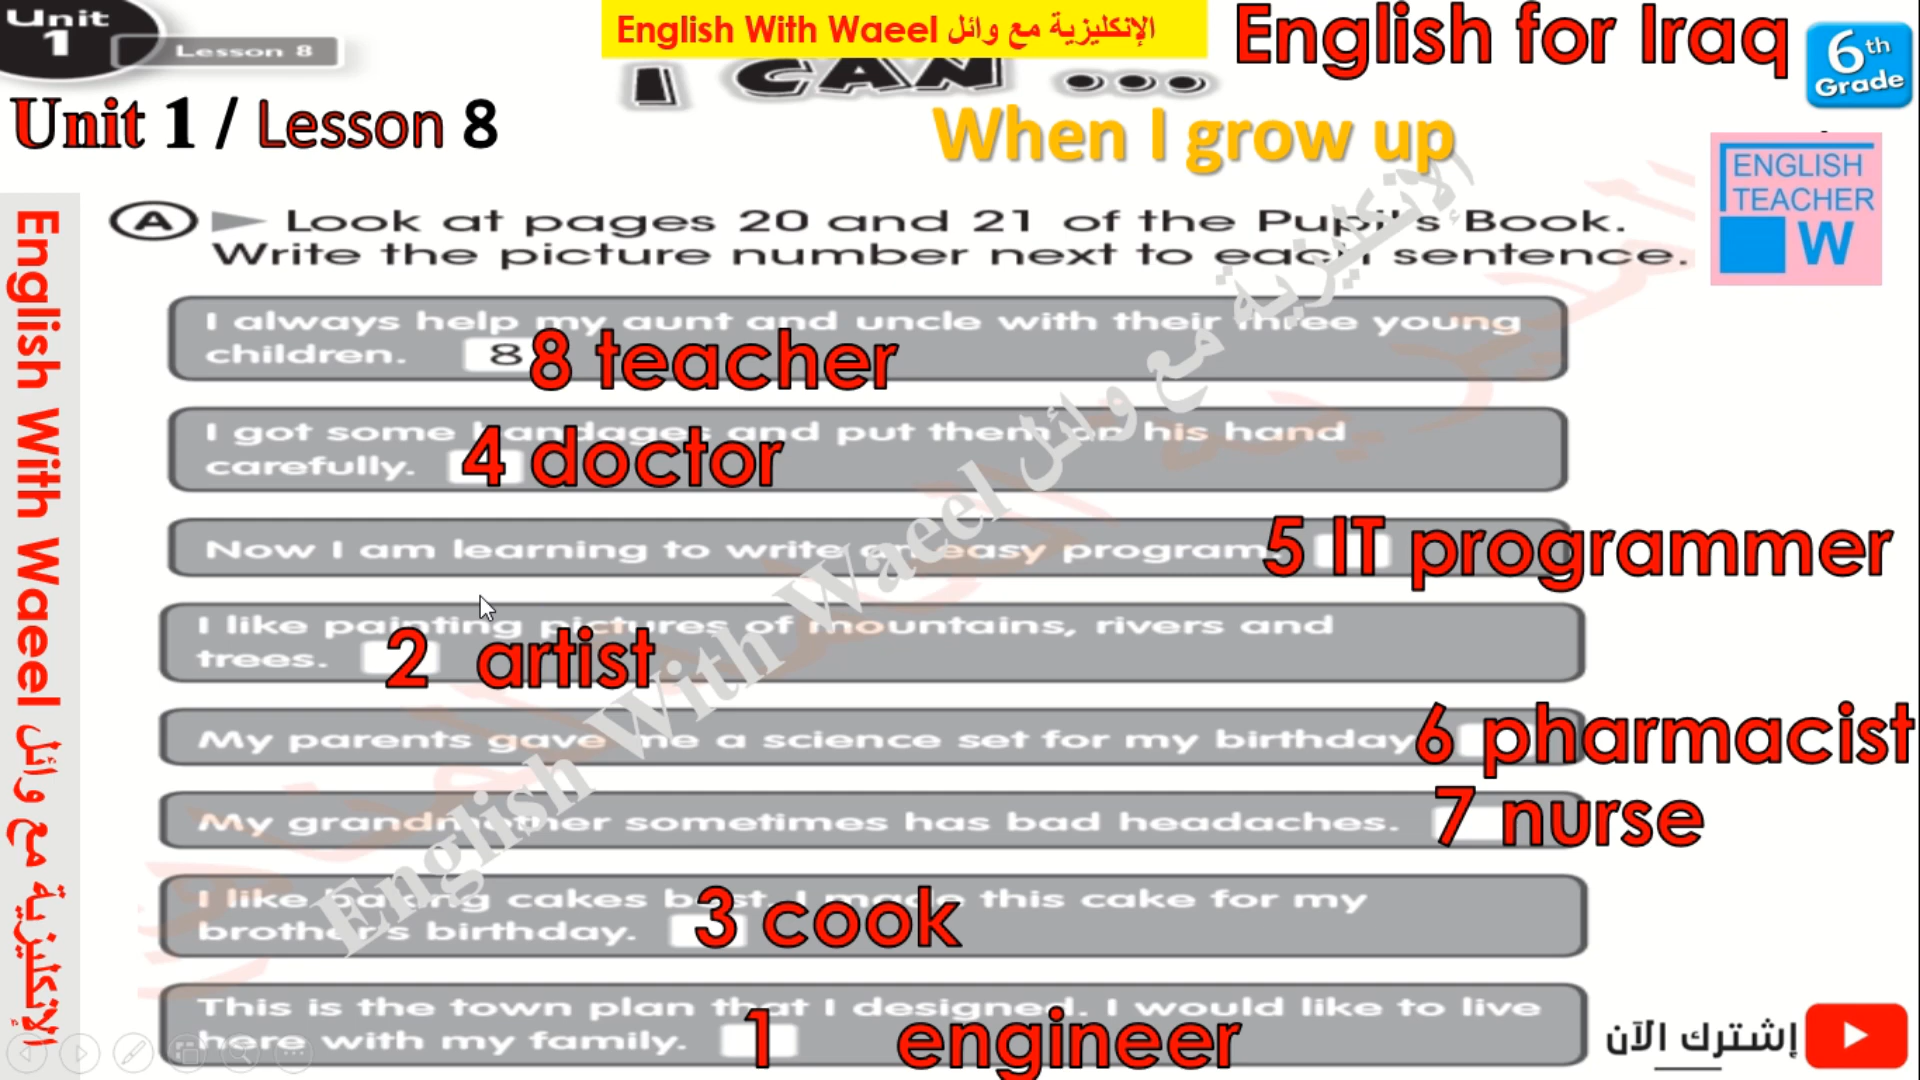 Unit
1
Lesson 8
English With Waeel الإنكليزية مع وائل
English for Iraq
6th
Grade
I CAN ...
Unit 1 / Lesson 8
When I grow up
ENGLISH
TEACHER
W
A Look at pages 20 and 21 of the Pupil's Book.
Write the picture number next to each sentence.
I always help my aunt and uncle with their three young
children. 8 8 teacher
I got some bandages and put them on his hand
carefully. 4 doctor
Now I am learning to write an easy program 5 IT programmer
I like painting pictures of mountains, rivers and
trees. 2 artist
My parents gave me a science set for my birthday 6 pharmacist
My grandmother sometimes has bad headaches. 7 nurse
I like baking cakes best. I made this cake for my
brother's birthday. 3 cook
This is the town plan that I designed. I would like to live
here with my family. 1 engineer
English With Waeel الإنكليزية مع وائل
English With Waeel الإنكليزية مع وائل
إشترك الآن